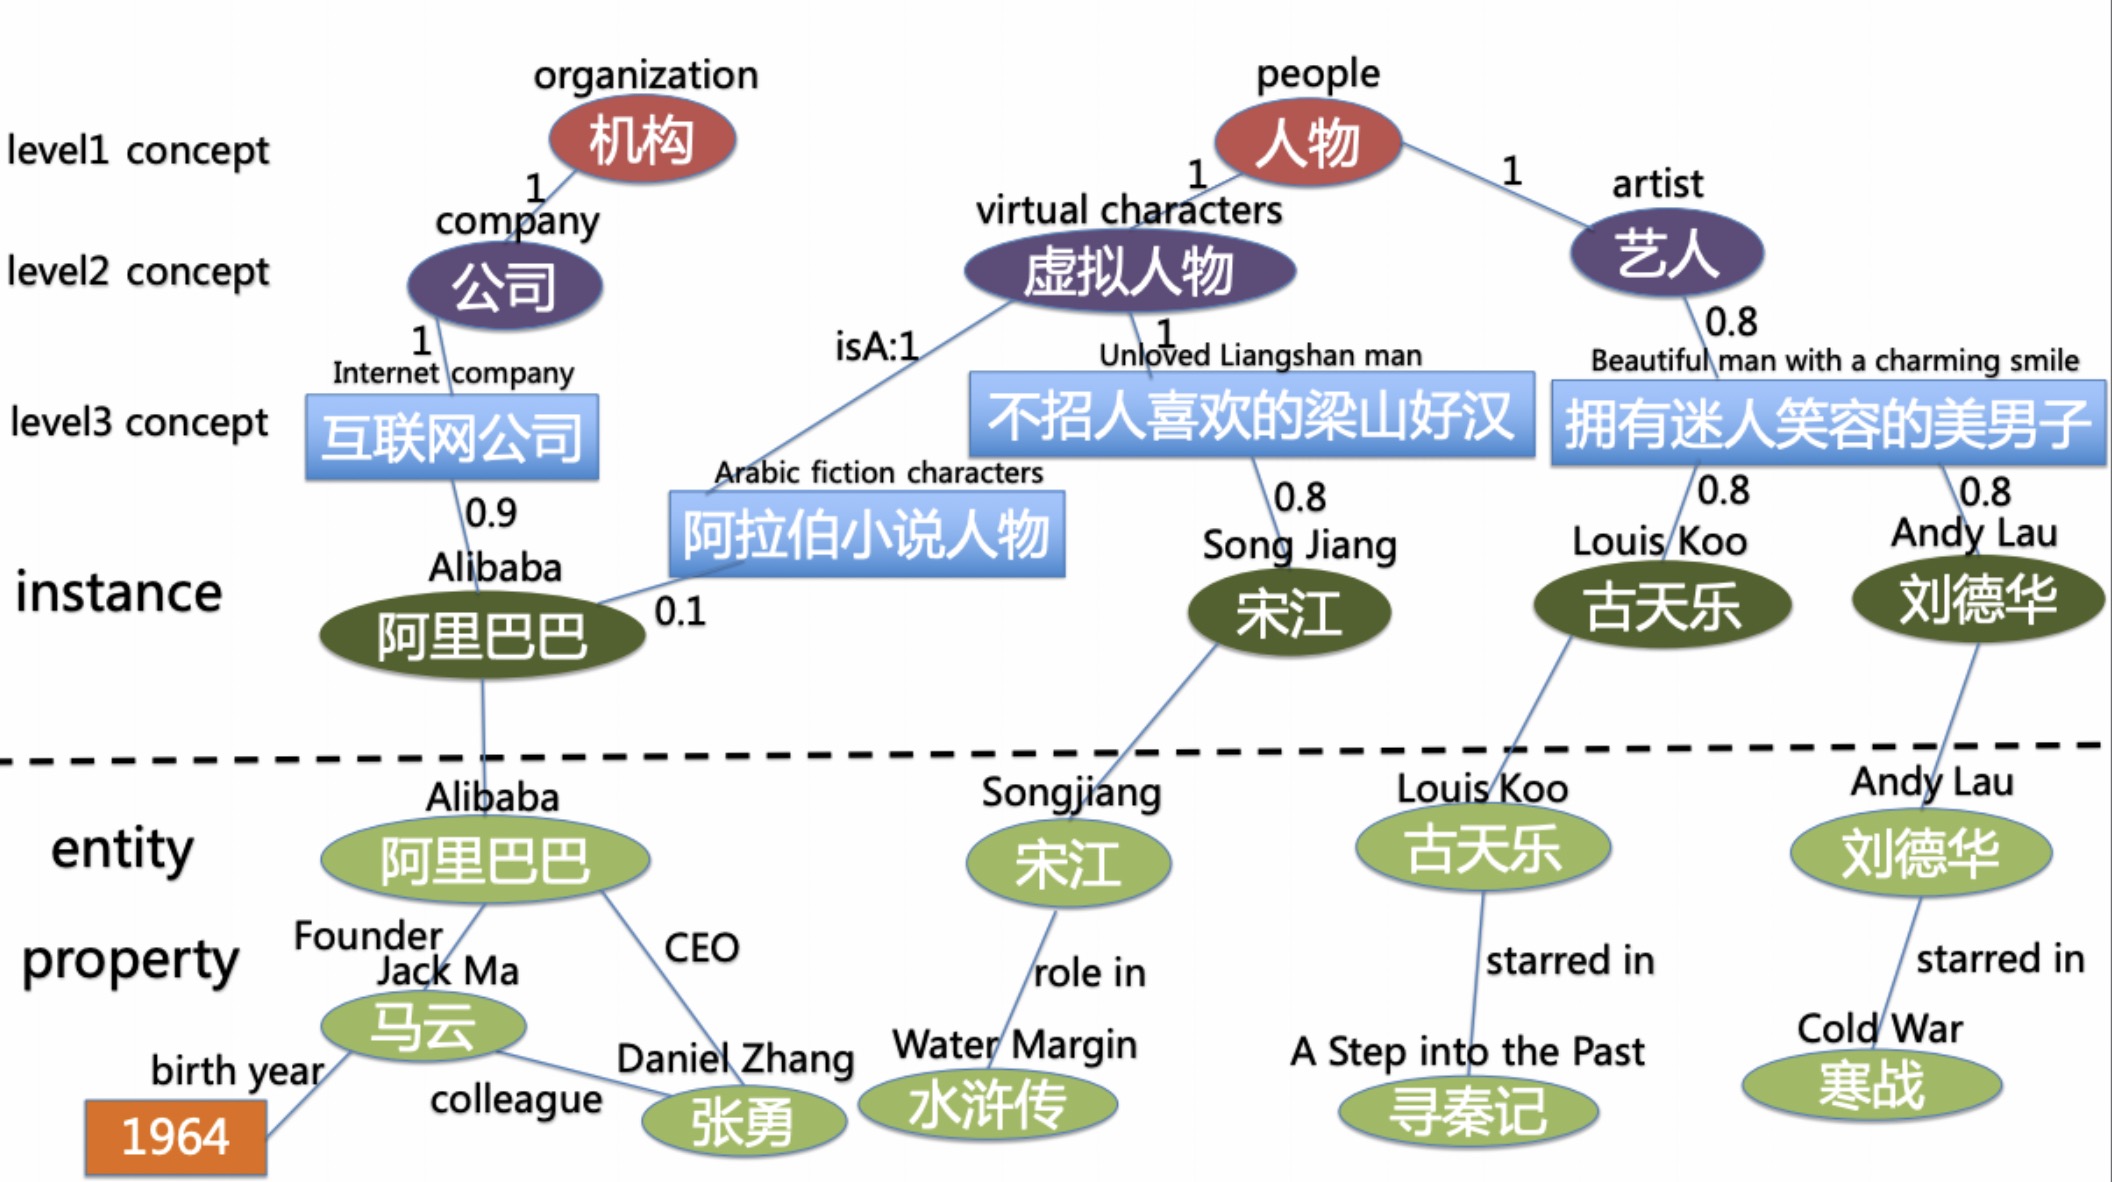 organization
people
机构
人物
level1 concept
1
1
1
artist
company
virtual characters
艺人
level2 concept
公司
虚拟人物
1
isA:1
1
0.8
Internet company
Unloved Liangshan man
Beautiful man with a charming smile
level3 concept
互联网公司
不招人喜欢的梁山好汉
拥有迷人笑容的美男子
Arabic fiction characters
阿拉伯小说人物
0.9
0.8
0.8
0.8
Alibaba
Song Jiang
Louis Koo
Andy Lau
instance
阿里巴巴
0.1
宋江
古天乐
刘德华
Alibaba
Songjiang
Louis Koo
Andy Lau
entity
阿里巴巴
宋江
古天乐
刘德华
property
Founder
CEO
role in
starred in
starred in
Jack Ma
马云
Daniel Zhang
Water Margin
A Step into the Past
Cold War
birth year
colleague
1964
张勇
水浒传
寻秦记
寒战